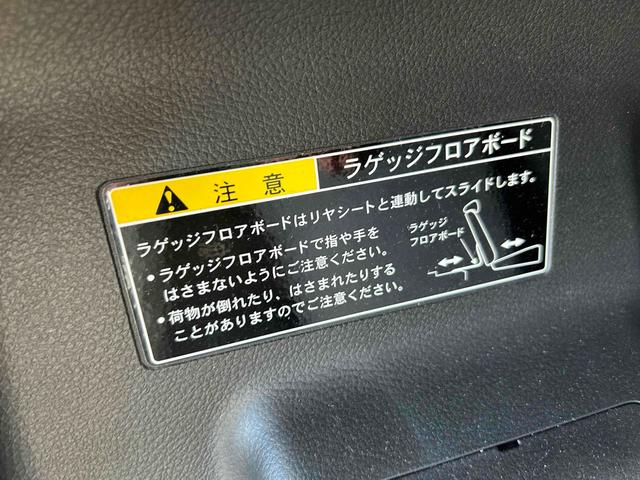 注意 ラゲッジフロアボード
ラゲッジフロアボードはリヤシートと連動してスライドします。
•ラゲッジフロアボードで指や手を
はさまないようにご注意ください。
•荷物が倒れたり、はさまれたりする
ことがありますのでご注意ください。
ラゲッジ
フロアボード